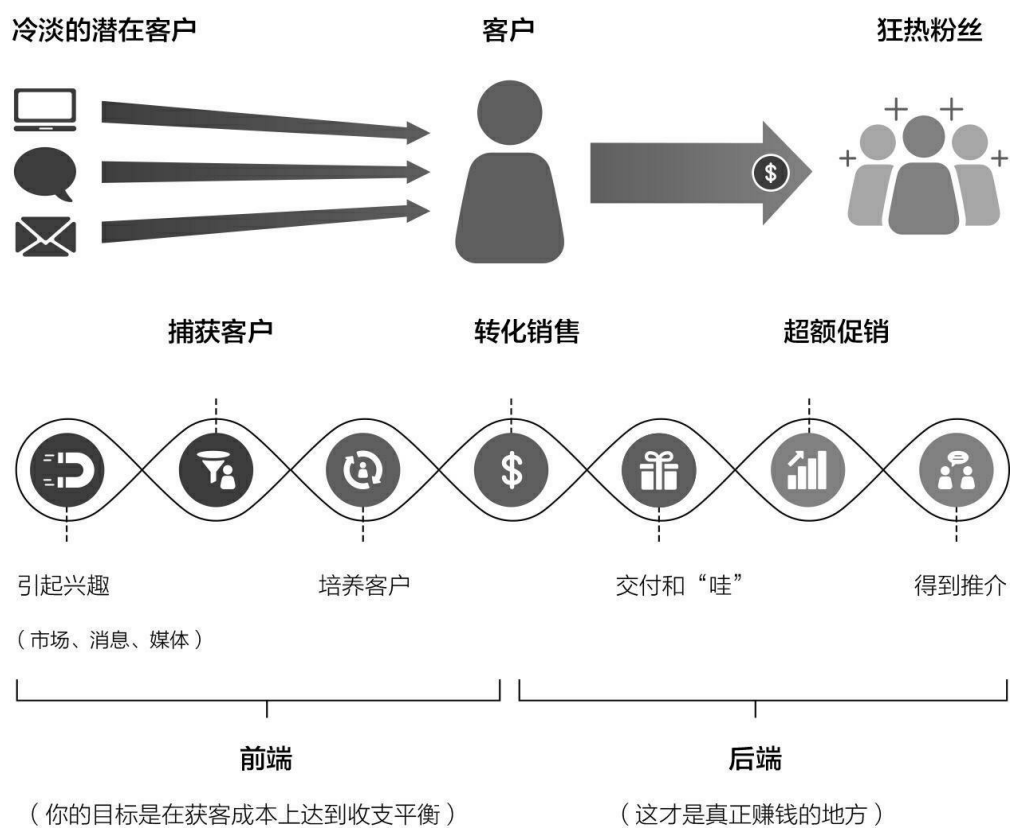 冷淡的潜在客户
客户
狂热粉丝
$
捕获客户
转化销售
超额促销
$
引起兴趣
培养客户
交付和“哇”
得到推介
（市场、消息、媒体）
前端
后端
（你的目标是在获客成本上达到收支平衡）
（这才是真正赚钱的地方）